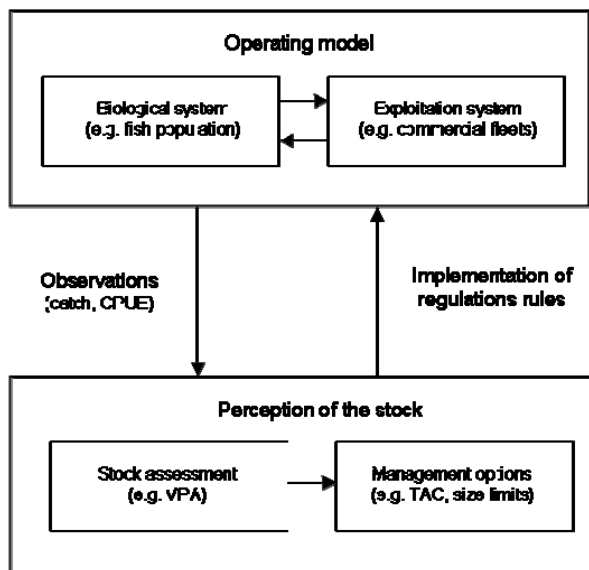 Operating model
Biological system
(e.g. fish population)
Exploitation system
(e.g. commercial fleets)
Observations
(catch, CPUE)
Implementation of
regulations rules
Perception of the stock
Stock assessment
(e.g. VPA)
Management options
(e.g. TAC, size limits)